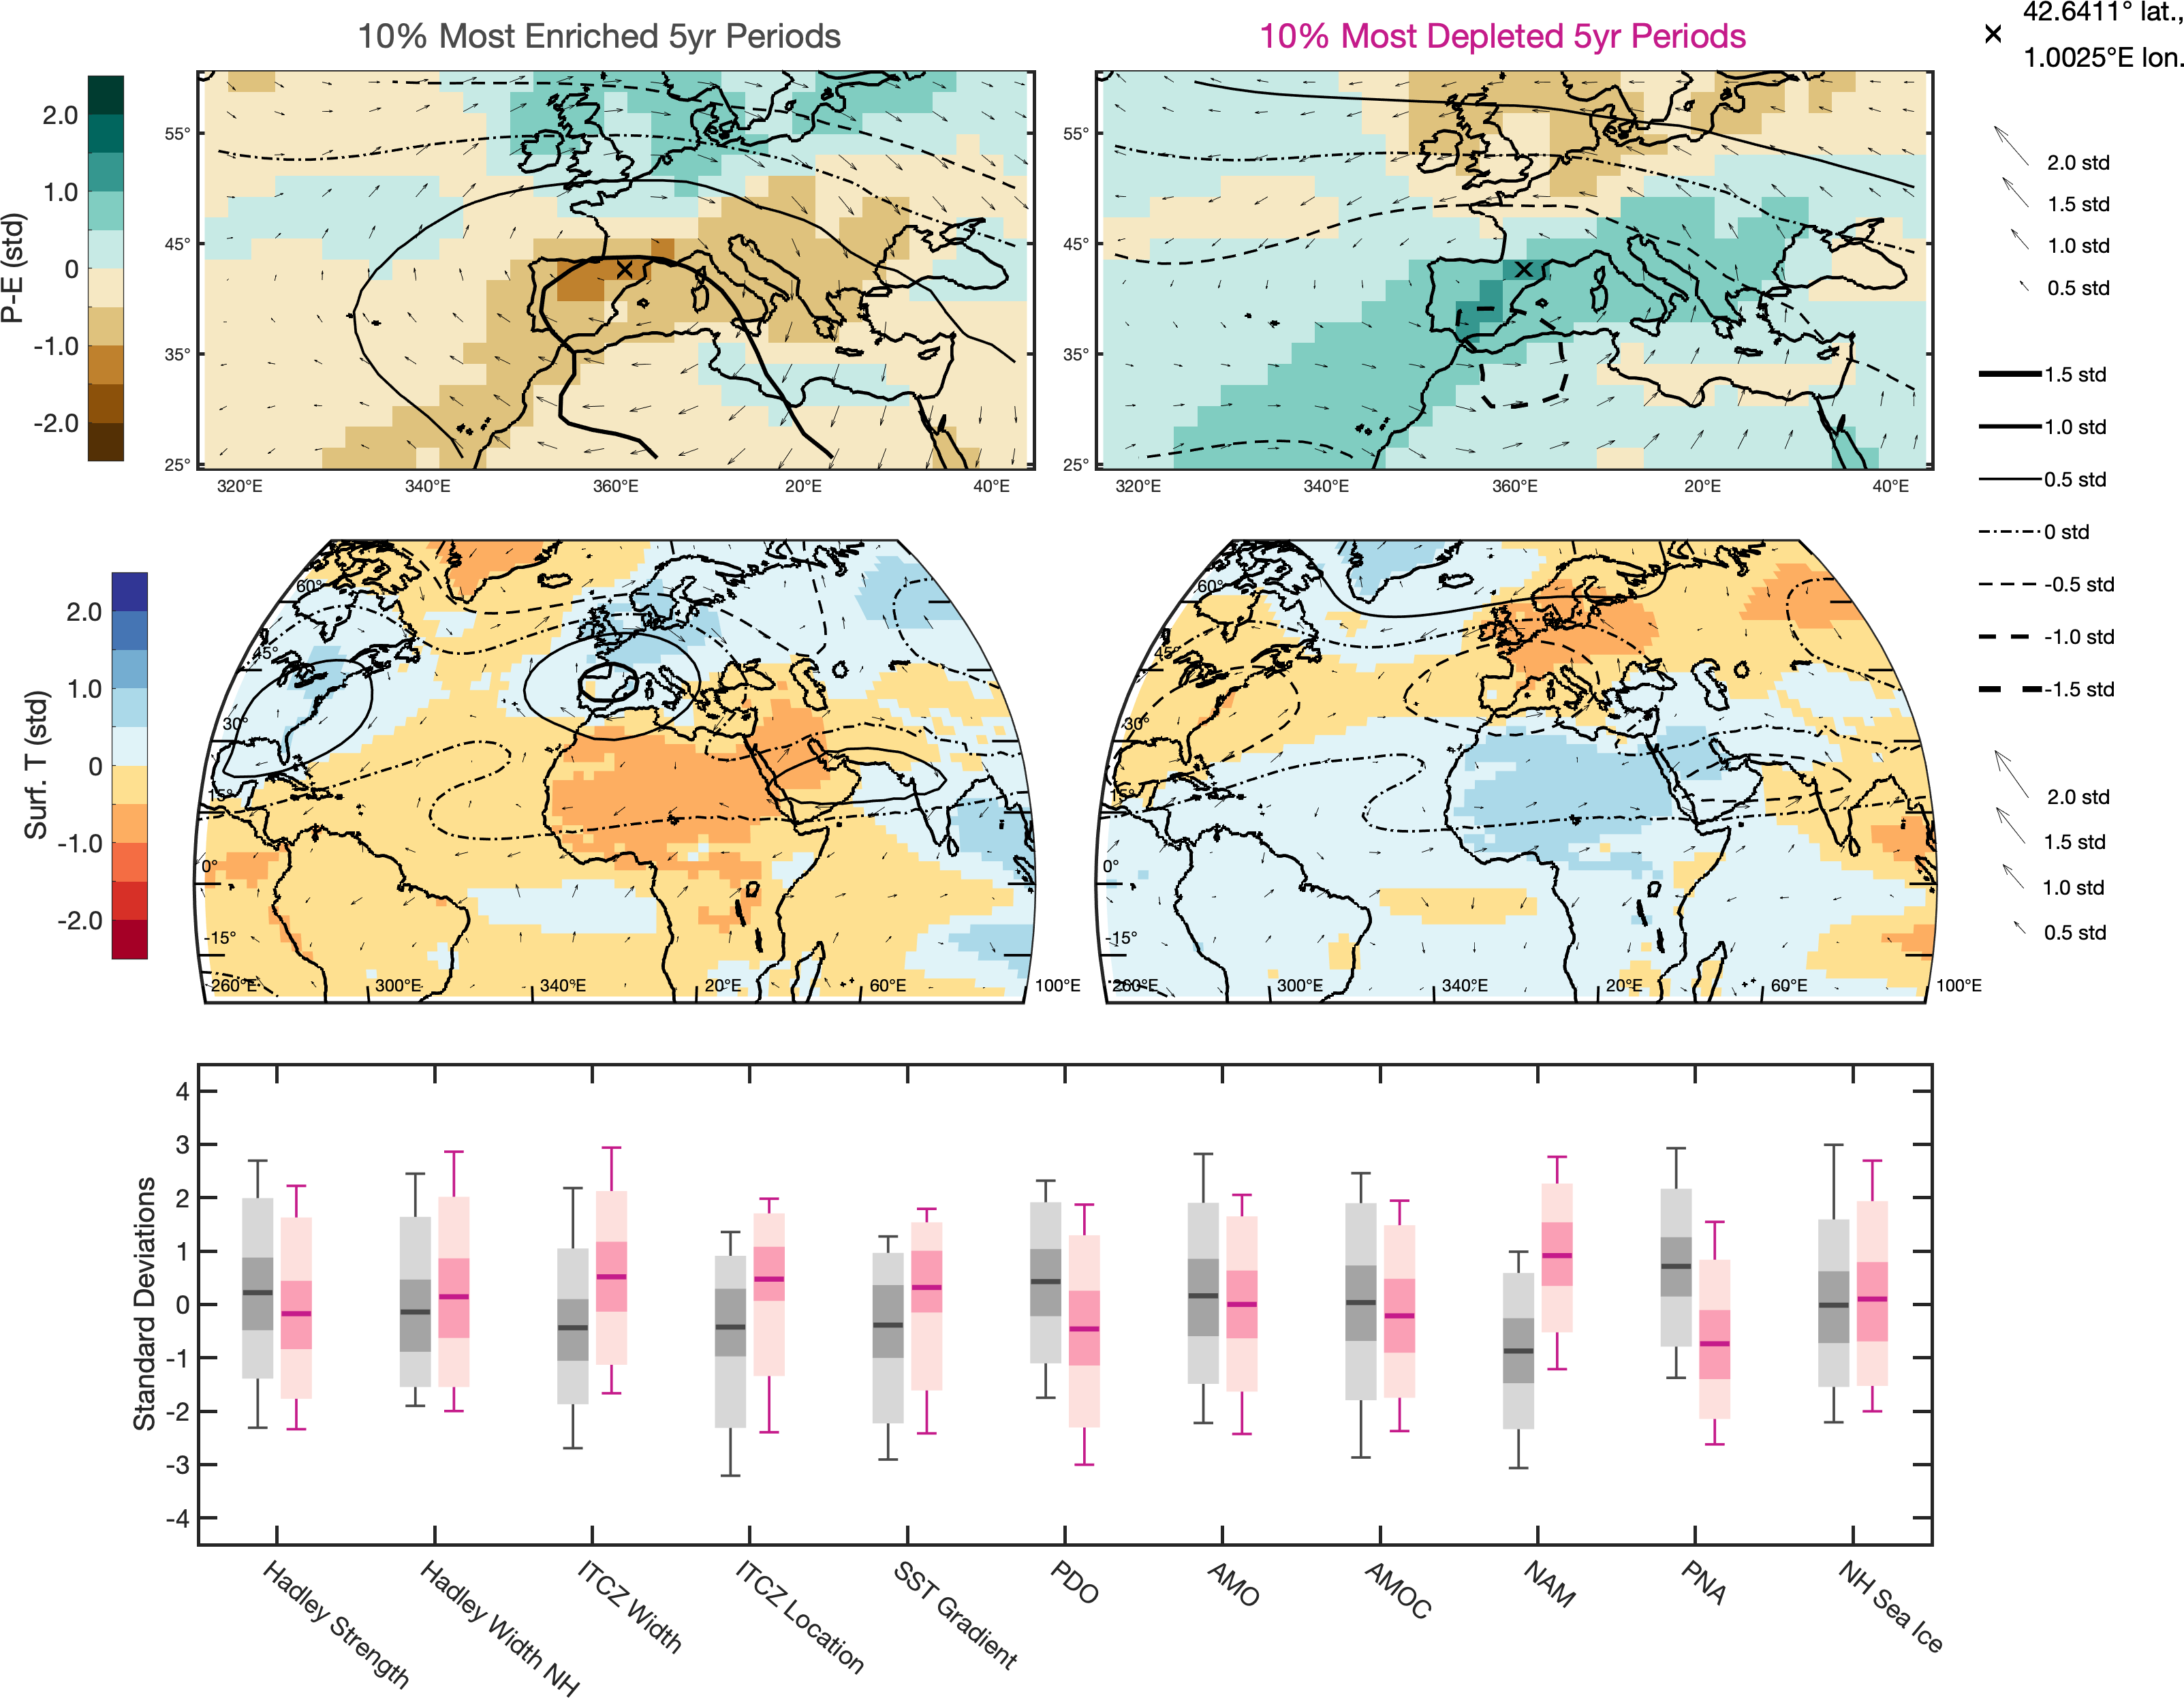 10% Most Enriched 5yr Periods
10% Most Depleted 5yr Periods
42.6411° lat.,
1.0025°E lon.
P-E (std)
2.0
1.0
0
-1.0
-2.0
55°
45°
35°
25°
320°E
340°E
360°E
20°E
40°E
55°
45°
35°
25°
320°E
340°E
360°E
20°E
40°E
2.0 std
1.5 std
1.0 std
0.5 std
1.5 std
1.0 std
0.5 std
0 std
-0.5 std
-1.0 std
-1.5 std
Surf. T (std)
2.0
1.0
0
-1.0
-2.0
60°
45°
30°
15°
0°
-15°
260°E
300°E
340°E
20°E
60°E
100°E
60°
45°
30°
15°
0°
-15°
260°E
300°E
340°E
20°E
60°E
100°E
2.0 std
1.5 std
1.0 std
0.5 std
Standard Deviations
4
3
2
1
0
-1
-2
-3
-4
Hadley Strength
Hadley Width NH
ITCZ Width
ITCZ Location
SST Gradient
PDO
AMO
AMOC
NAM
PNA
NH Sea Ice